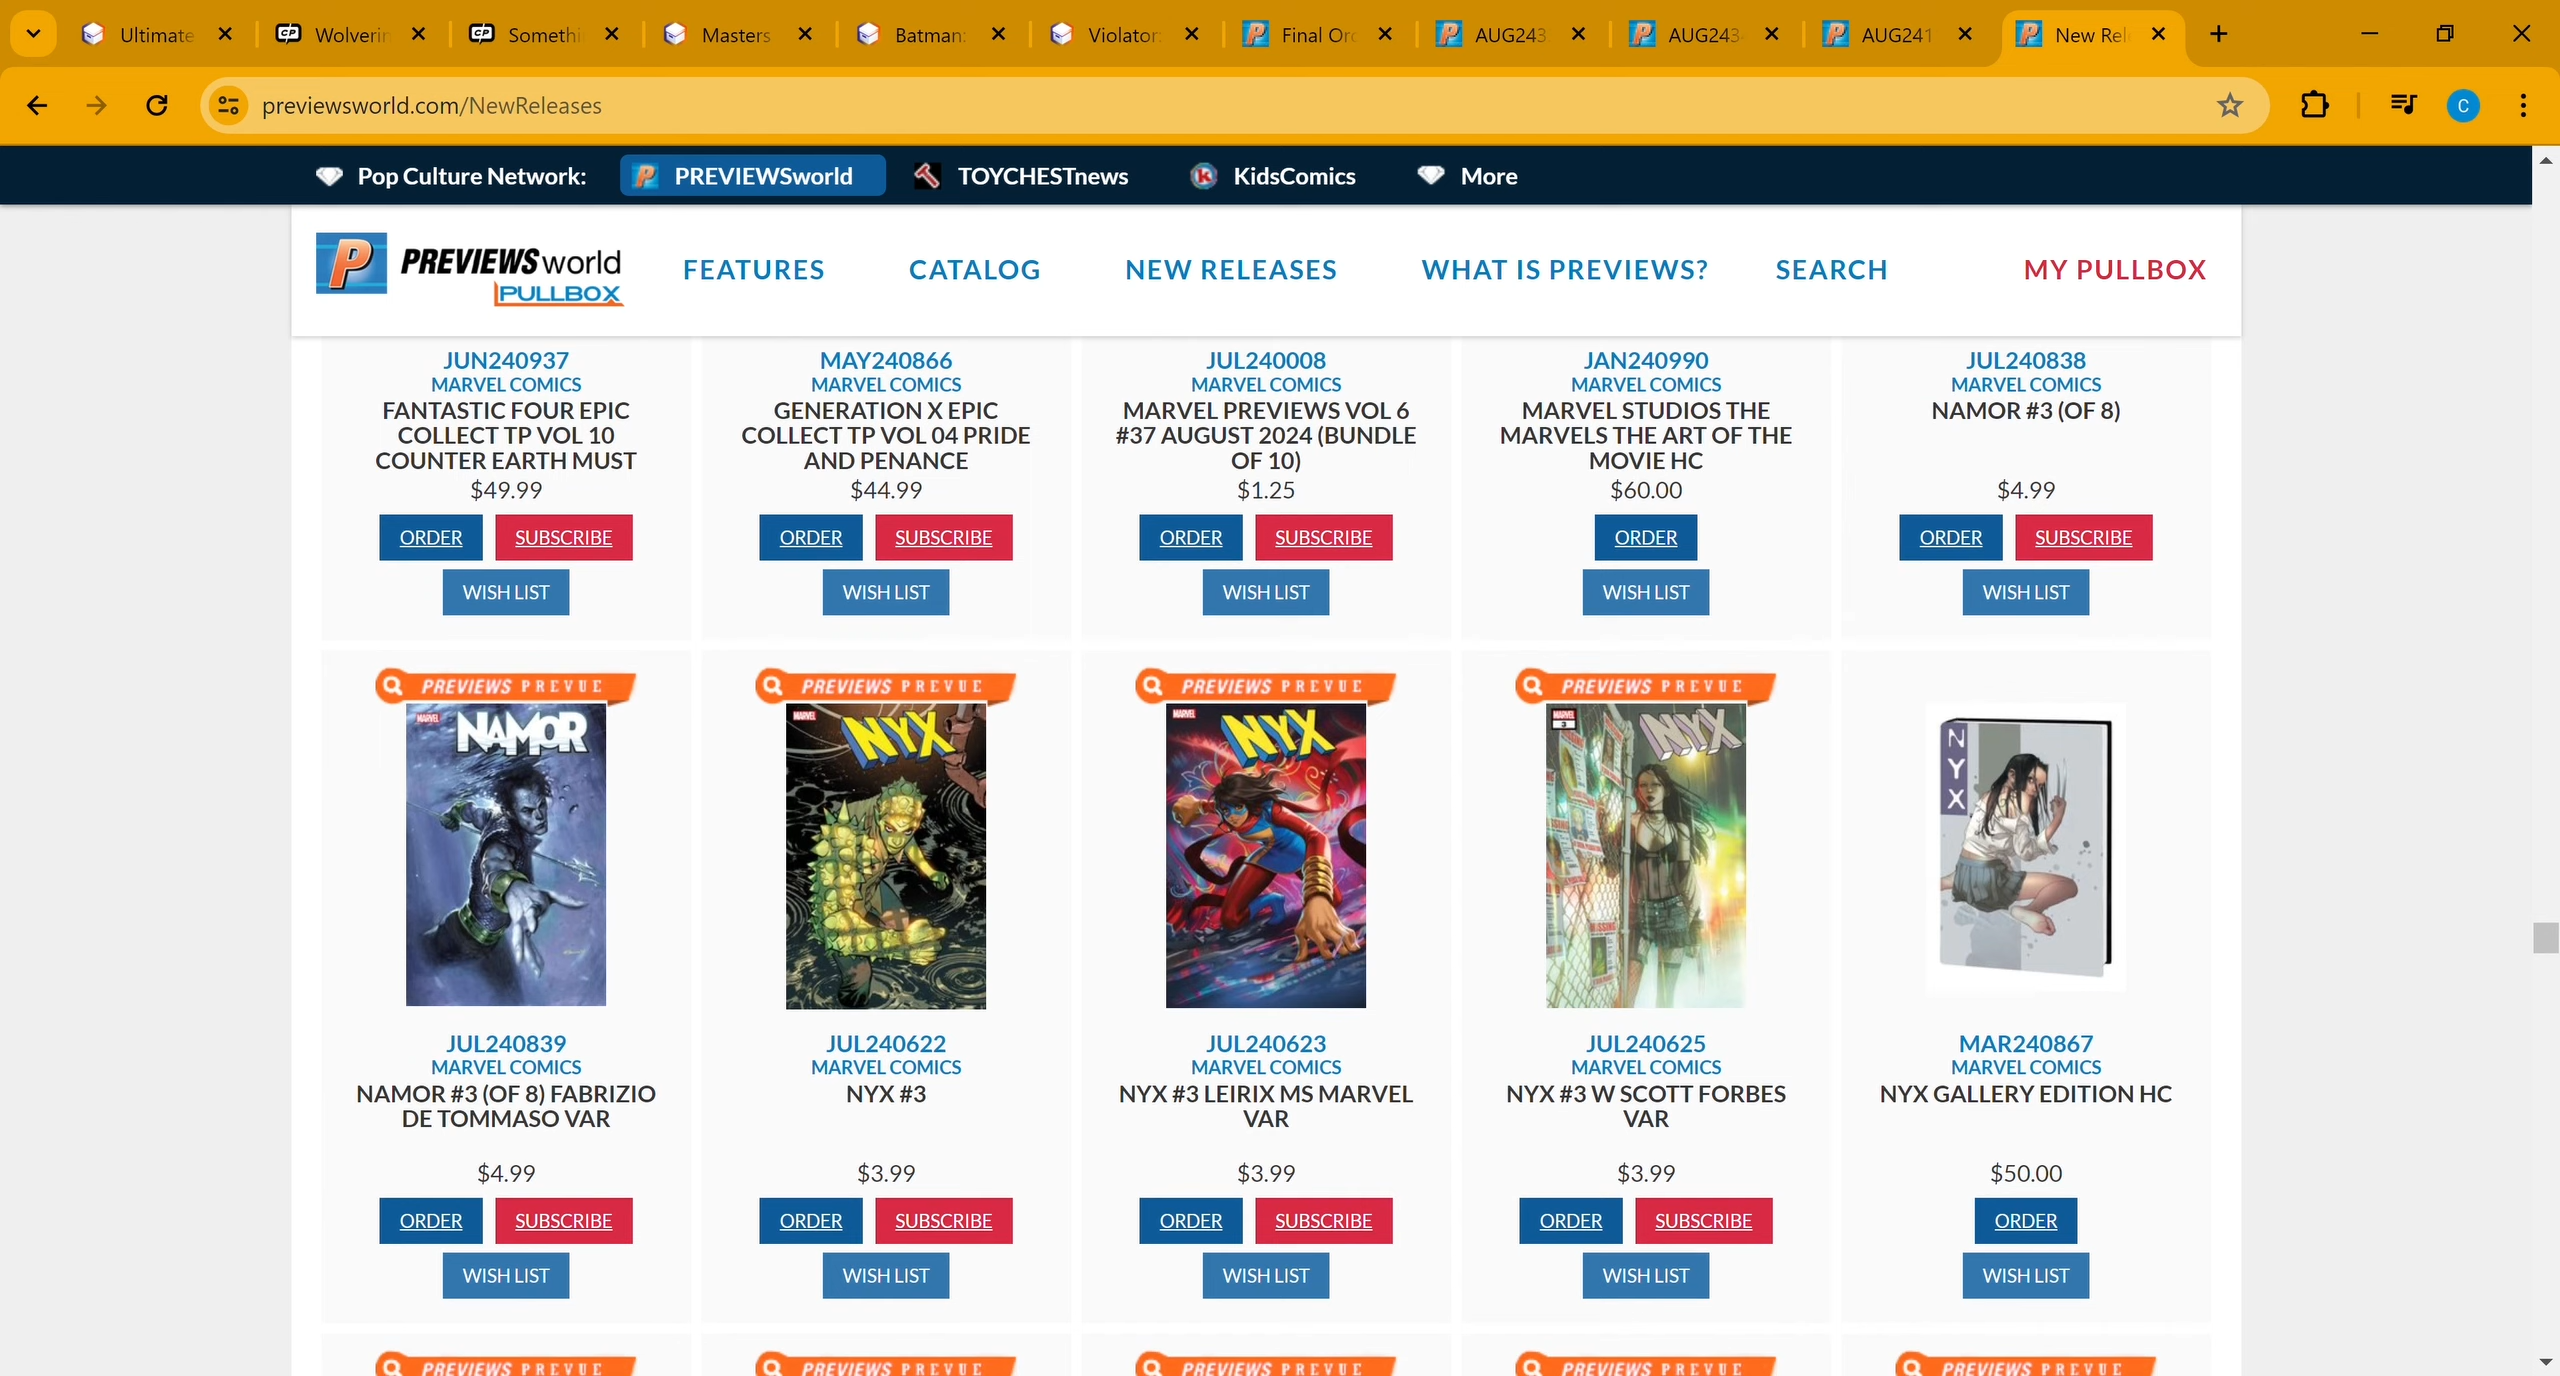 Ultimate
Wolverin
Somethi
Masters
Batman:
Violator:
Final Ord
AUG243
AUG243
AUG241
New Rel
previewsworld.com/NewReleases
C
Pop Culture Network:
P
PREVIEWSworld
TOYCHESTnews
K
KidsComics
More
P
PREVIEWSworld
PULLBOX
FEATURES
CATALOG
NEW RELEASES
WHAT IS PREVIEWS?
SEARCH
MY PULLBOX
JUN240937
MARVEL COMICS
FANTASTIC FOUR EPIC
COLLECT TP VOL 10
COUNTER EARTH MUST
$49.99
ORDER
SUBSCRIBE
WISH LIST
MAY240866
MARVEL COMICS
GENERATION X EPIC
COLLECT TP VOL 04 PRIDE
AND PENANCE
$44.99
ORDER
SUBSCRIBE
WISH LIST
JUL240008
MARVEL COMICS
MARVEL PREVIEWS VOL 6
#37 AUGUST 2024 (BUNDLE
OF 10)
$1.25
ORDER
SUBSCRIBE
WISH LIST
JAN240990
MARVEL COMICS
MARVEL STUDIOS THE
MARVELS THE ART OF THE
MOVIE HC
$60.00
ORDER
WISH LIST
JUL240838
MARVEL COMICS
NAMOR #3 (OF 8)
$4.99
ORDER
SUBSCRIBE
WISH LIST
PREVIEWS PREVUE
MARVEL
NAMOR
JUL240839
MARVEL COMICS
NAMOR #3 (OF 8) FABRIZIO
DE TOMMASO VAR
$4.99
ORDER
SUBSCRIBE
WISH LIST
PREVIEWS PREVUE
MARVEL
NYX
JUL240622
MARVEL COMICS
NYX #3
$3.99
ORDER
SUBSCRIBE
WISH LIST
PREVIEWS PREVUE
MARVEL
NYX
JUL240623
MARVEL COMICS
NYX #3 LEIRIX MS MARVEL
VAR
$3.99
ORDER
SUBSCRIBE
WISH LIST
PREVIEWS PREVUE
MARVEL
3
NYX
MISSING
JUL240625
MARVEL COMICS
NYX #3 W SCOTT FORBES
VAR
$3.99
ORDER
SUBSCRIBE
WISH LIST
NYX
MAR240867
MARVEL COMICS
NYX GALLERY EDITION HC
$50.00
ORDER
WISH LIST
PREVIEWS PREVUE
PREVIEWS PREVUE
PREVIEWS PREVUE
PREVIEWS PREVUE
PREVIEWS PREVUE